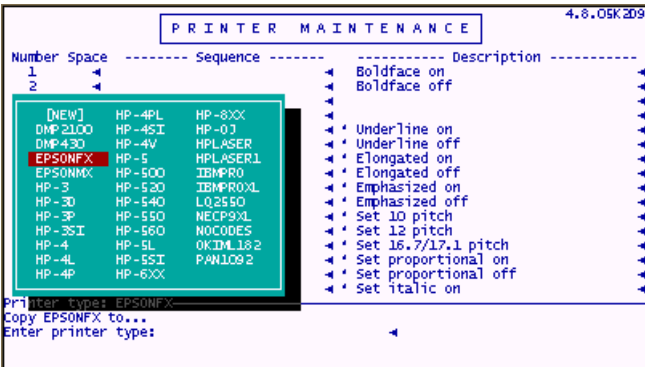 4.8.05K2D9
PRINTER MAINTENANCE
Number Space -------- Sequence ------- ----------- Description -----------
1 Boldface on
2 Boldface off
[NEW] HP-4PL HP-8XX
DMP2100 HP-4SI HP-OJ ' Underline on
DMP430 HP-4V HPLASER ' Underline off
EPSONFX HP-5 HPLASER1 ' Elongated on
EPSONMX HP-500 IBMPRO ' Elongated off
HP-3 HP-520 IBMPROXL ' Emphasized on
HP-3D HP-540 LQ2550 ' Emphasized off
HP-3P HP-550 NECP9XL ' Set 10 pitch
HP-3SI HP-560 NOCODES ' Set 12 pitch
HP-4 HP-5L OKIML182 ' Set 16.7/17.1 pitch
HP-4L HP-5SI PAN1092 ' Set proportional on
HP-4P HP-6XX ' Set proportional off
' Set italic on
Printer type: EPSONFX
Copy EPSONFX to...
Enter printer type: